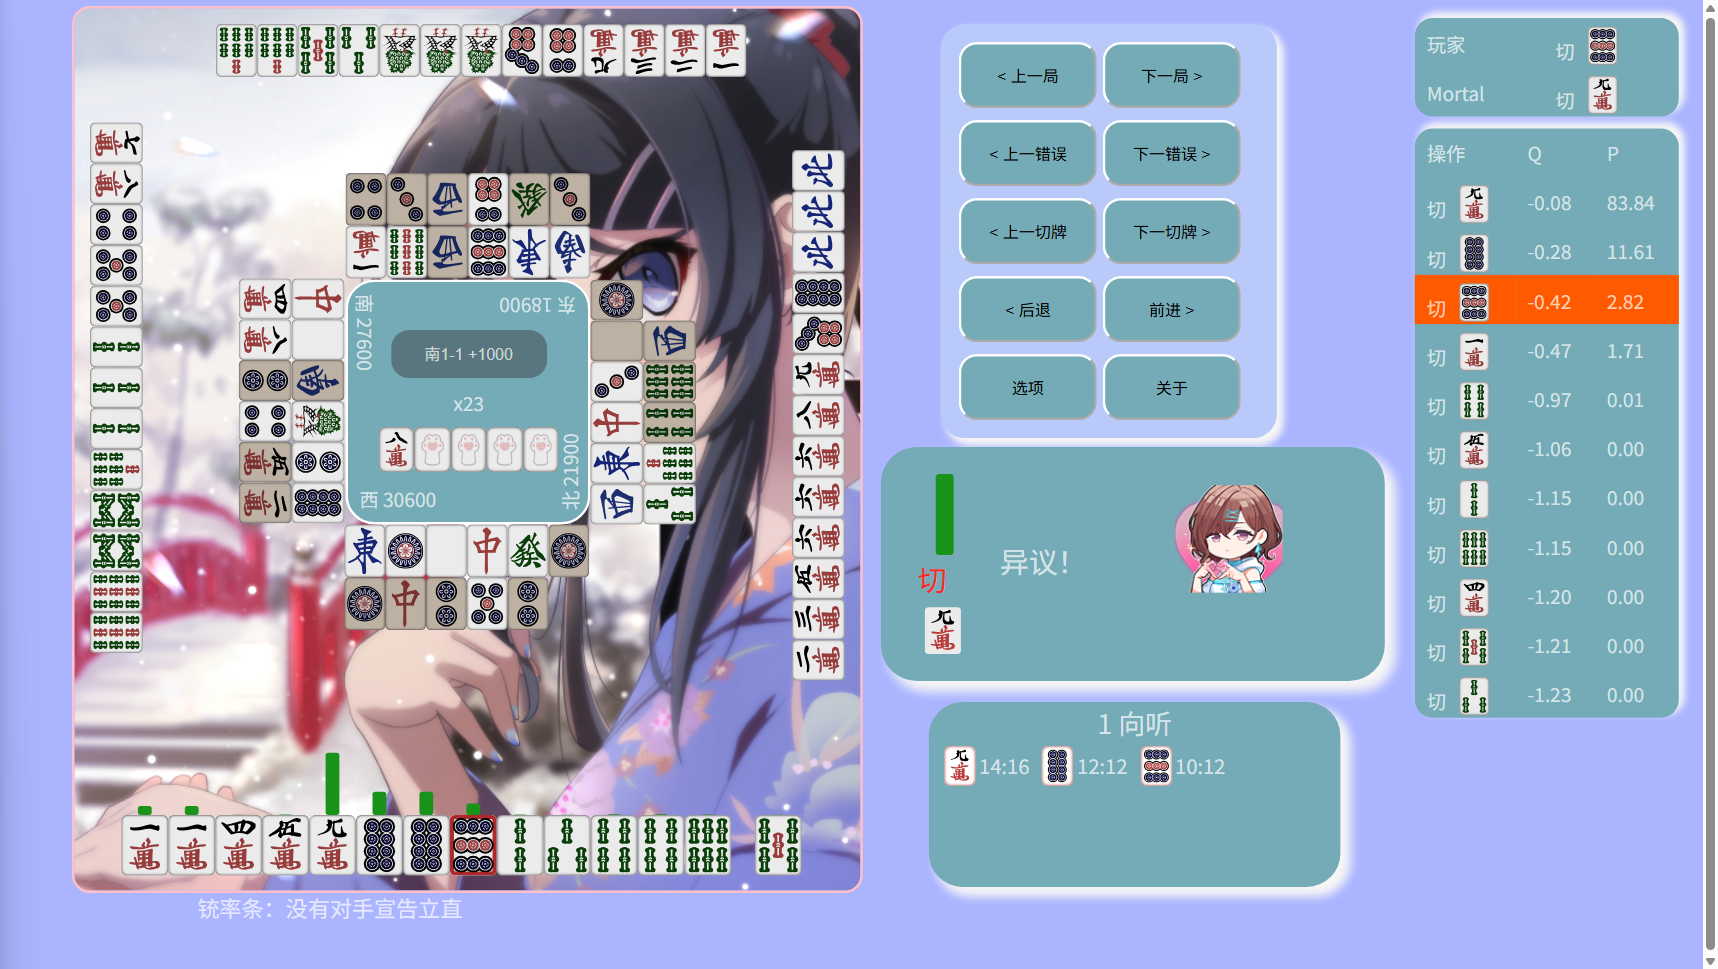 < 上一局
下一局 >
< 上一错误
下一错误 >
< 上一切牌
下一切牌 >
< 后退
前进 >
选项
关于
玩家 切
Mortal 切
操作 Q P
切 -0.08 83.84
切 -0.28 11.61
切 -0.42 2.82
切 -0.47 1.71
切 -0.97 0.01
切 -1.06 0.00
切 -1.15 0.00
切 -1.15 0.00
切 -1.20 0.00
切 -1.21 0.00
切 -1.23 0.00
东 18900
南 27600
南1-1 +1000
x23
北 21900
西 30600
切
异议！
1 向听
14:16 12:12 10:12
铳率条：没有对手宣告立直